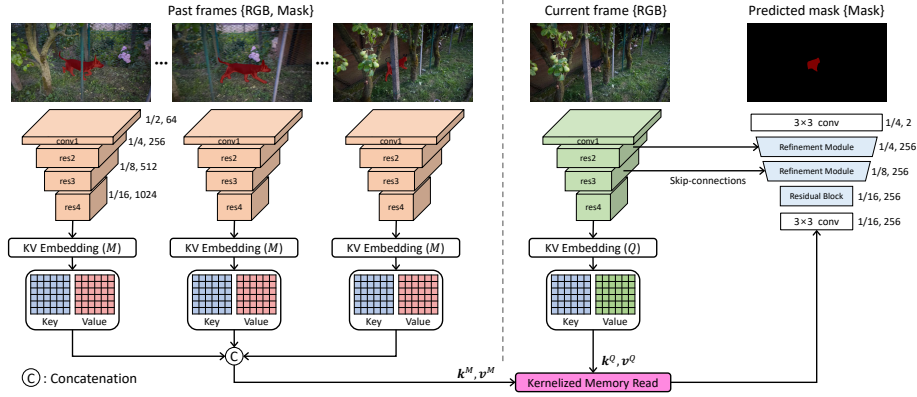 Past frames {RGB, Mask}
Current frame {RGB}
Predicted mask {Mask}
...
...
conv1
res2
res3
res4
1/2, 64
1/4, 256
1/8, 512
1/16, 1024
conv1
res2
res3
res4
conv1
res2
res3
res4
conv1
res2
res3
res4
Skip-connections
3×3 conv
1/4, 2
Refinement Module
1/4, 256
Refinement Module
1/8, 256
Residual Block
1/16, 256
3×3 conv
1/16, 256
KV Embedding (M)
KV Embedding (M)
KV Embedding (M)
KV Embedding (Q)
Key Value
Key Value
Key Value
Key Value
C
C : Concatenation
k^M, v^M
k^Q, v^Q
Kernelized Memory Read